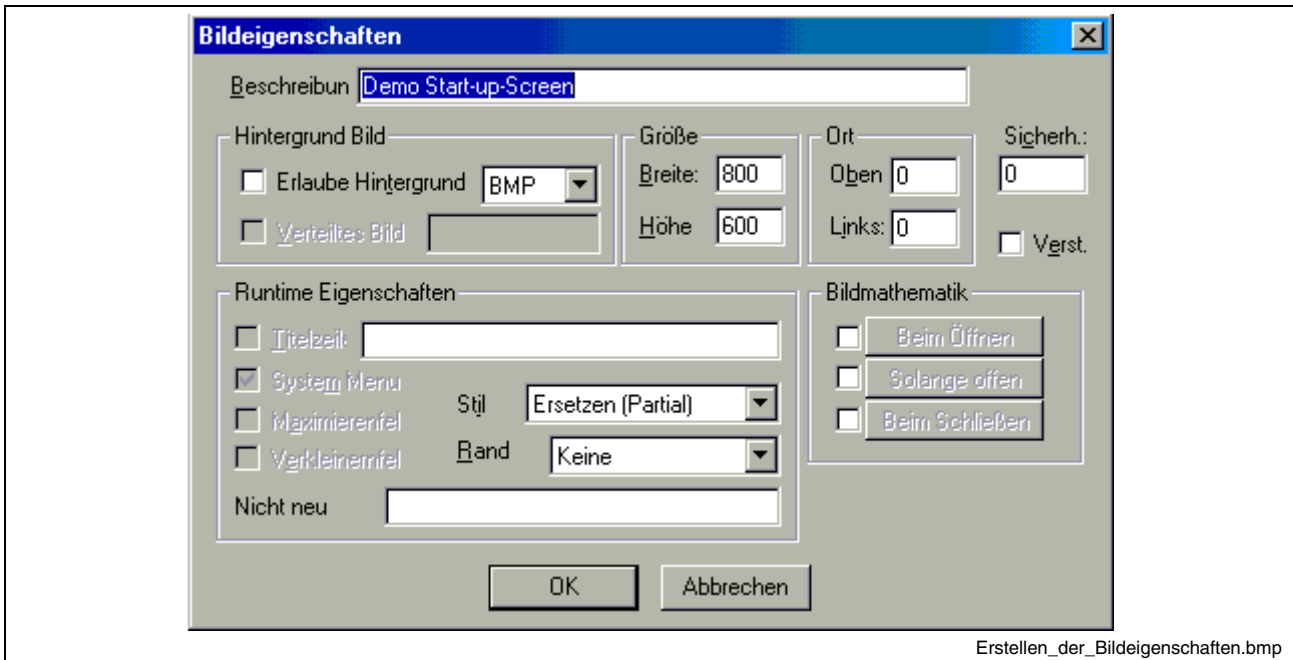 Bildeigenschaften
Beschreibun Demo Start-up-Screen
Hintergrund Bild
Erlaube Hintergrund BMP
Verteiltes Bild
Größe
Breite: 800
Höhe 600
Ort
Oben 0
Links: 0
Sicherh.:
0
Verst.
Runtime Eigenschaften
Titelzeil
System Menu
Maximierenfel
Verkleinernfel
Stil Ersetzen (Partial)
Rand Keine
Nicht neu
Bildmathematik
Beim Öffnen
Solange offen
Beim Schließen
OK Abbrechen
Erstellen_der_Bildeigenschaften.bmp